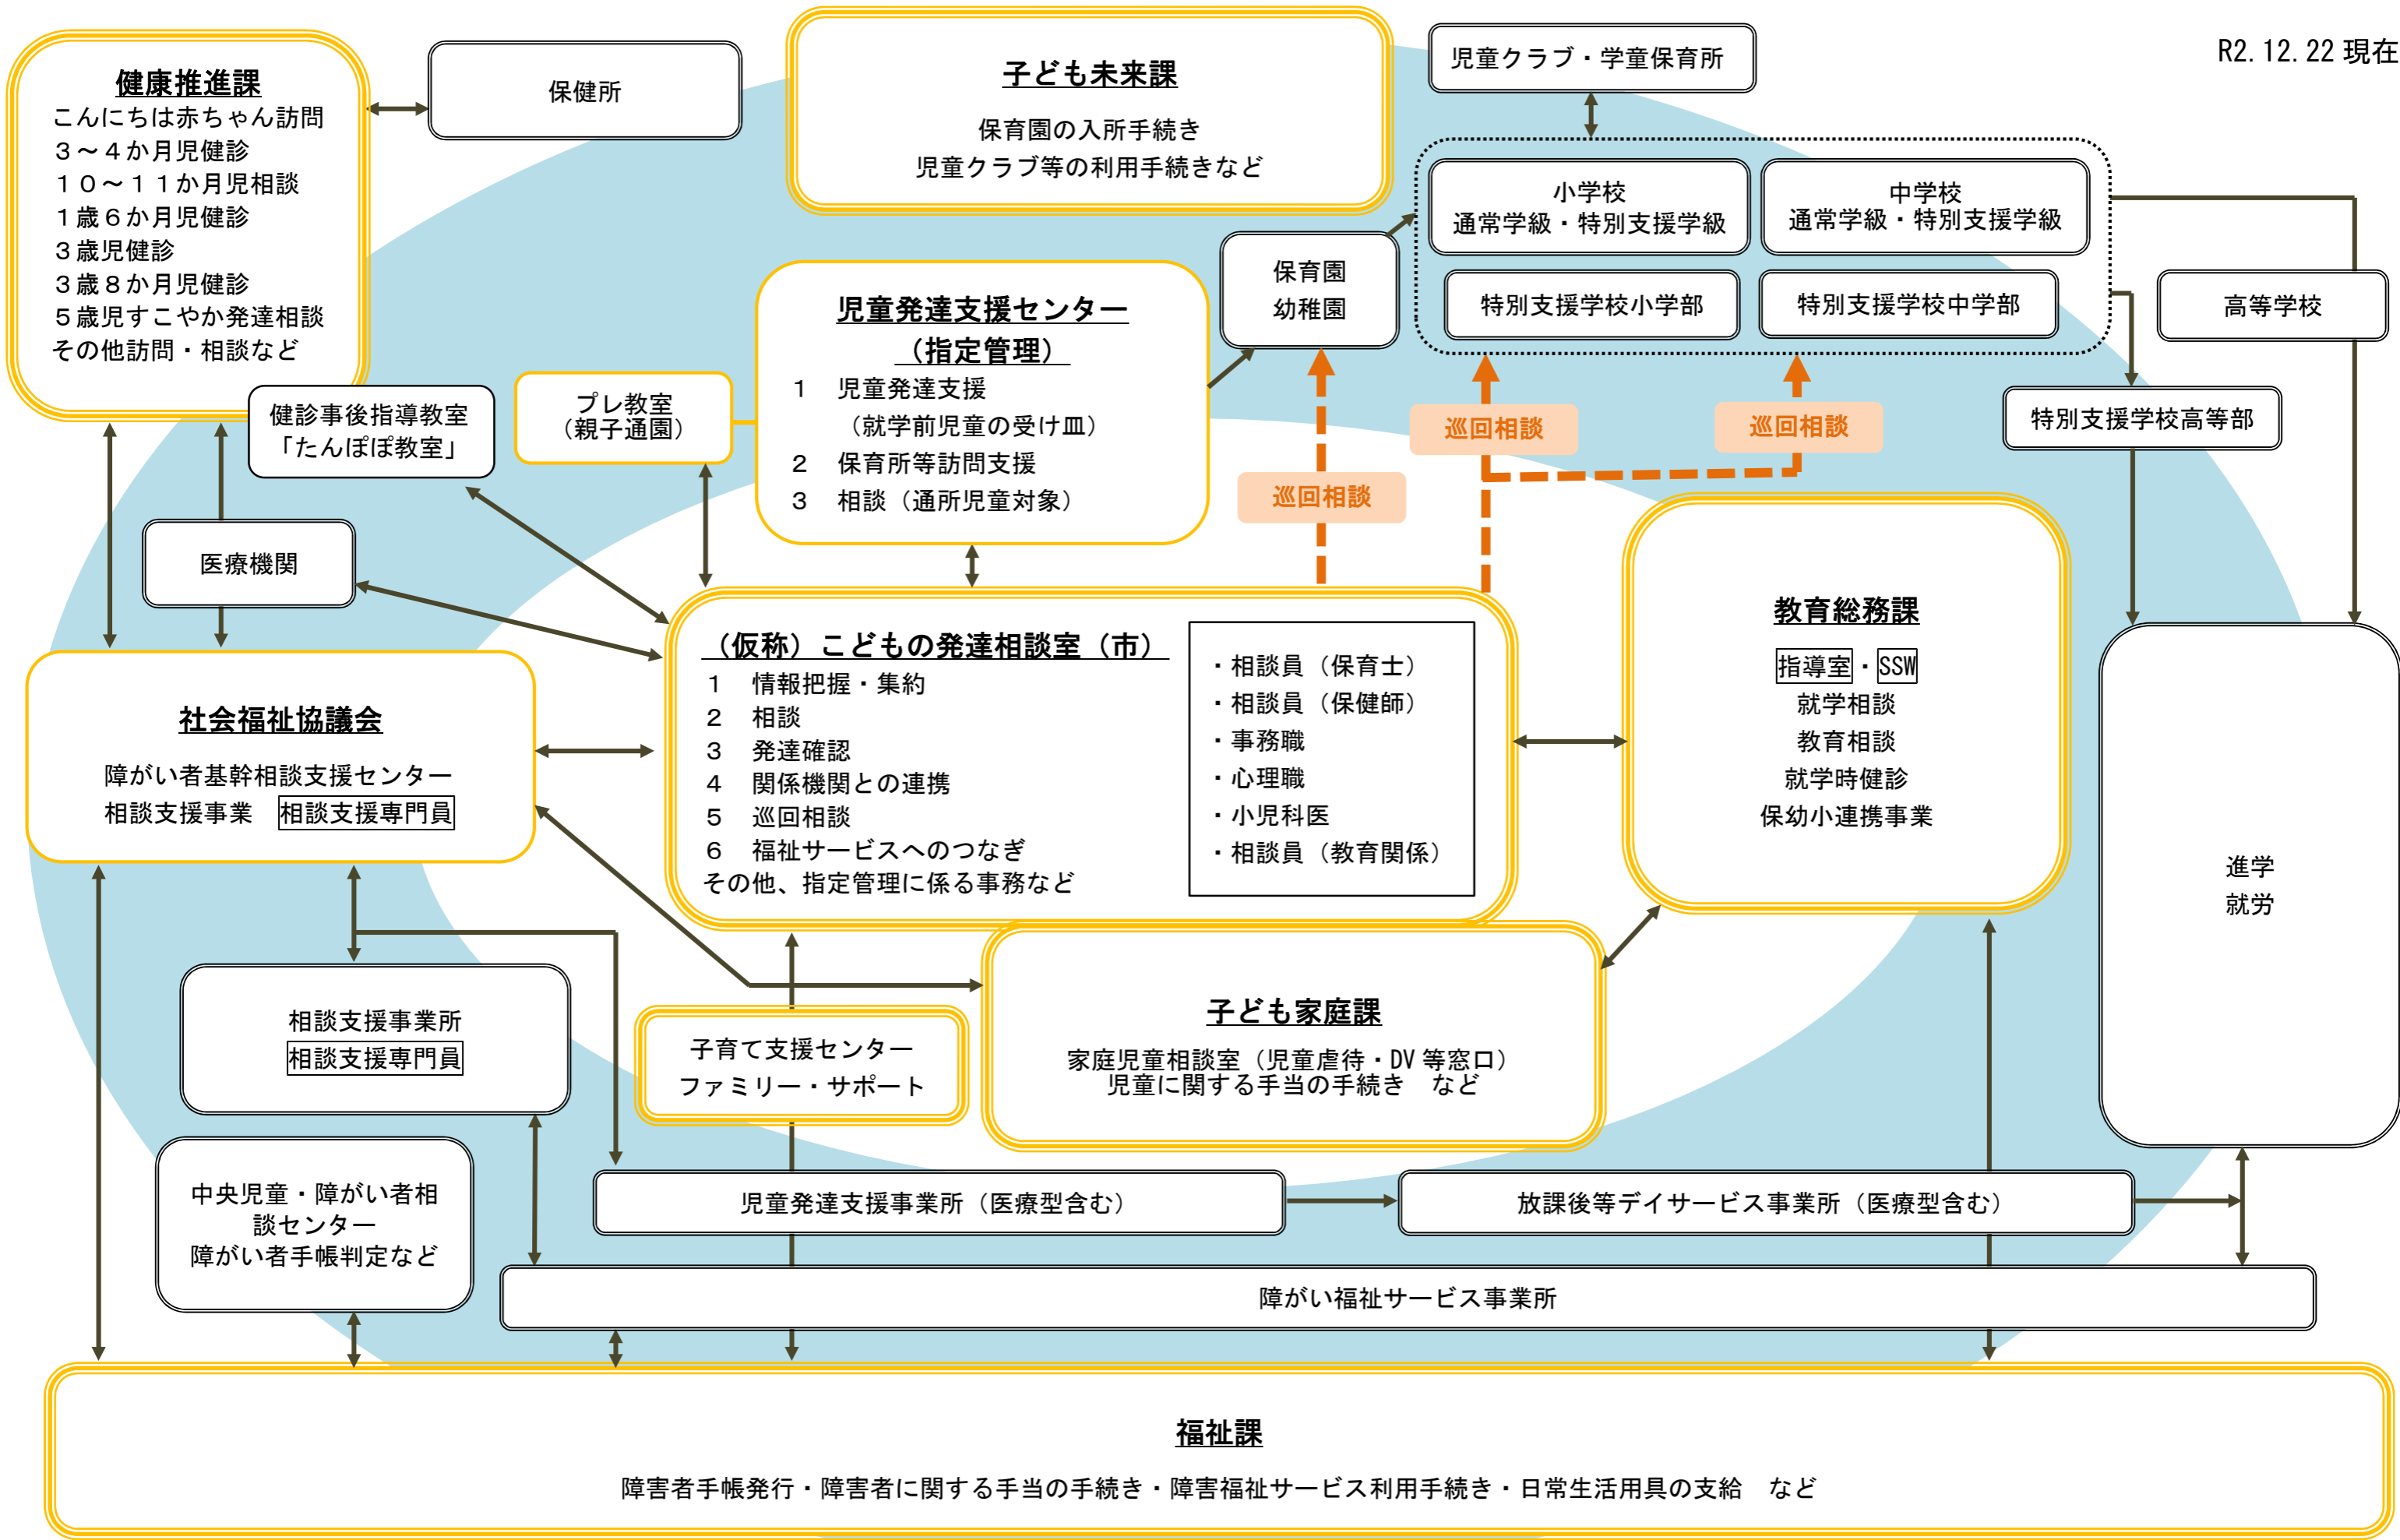 R2.12.22 現在
健康推進課
こんにちは赤ちゃん訪問
３～４か月児健診
１０～１１か月児相談
１歳６か月児健診
３歳児健診
３歳８か月児健診
５歳児すこやか発達相談
その他訪問・相談など
保健所
子ども未来課
保育園の入所手続き
児童クラブ等の利用手続きなど
児童クラブ・学童保育所
小学校
通常学級・特別支援学級
中学校
通常学級・特別支援学級
特別支援学校小学部
特別支援学校中学部
保育園
幼稚園
高等学校
特別支援学校高等部
健診事後指導教室
「たんぽぽ教室」
プレ教室
（親子通園）
児童発達支援センター
（指定管理）
１　児童発達支援
（就学前児童の受け皿）
２　保育所等訪問支援
３　相談（通所児童対象）
巡回相談
巡回相談
巡回相談
医療機関
（仮称）こどもの発達相談室（市）
１　情報把握・集約
２　相談
３　発達確認
４　関係機関との連携
５　巡回相談
６　福祉サービスへのつなぎ
その他、指定管理に係る事務など
・相談員（保育士）
・相談員（保健師）
・事務職
・心理職
・小児科医
・相談員（教育関係）
教育総務課
指導室・SSW
就学相談
教育相談
就学時健診
保幼小連携事業
社会福祉協議会
障がい者基幹相談支援センター
相談支援事業　相談支援専門員
進学
就労
相談支援事業所
相談支援専門員
子育て支援センター
ファミリー・サポート
子ども家庭課
家庭児童相談室（児童虐待・DV 等窓口）
児童に関する手当の手続き　など
中央児童・障がい者相
談センター
障がい者手帳判定など
児童発達支援事業所（医療型含む）
放課後等デイサービス事業所（医療型含む）
障がい福祉サービス事業所
福祉課
障害者手帳発行・障害者に関する手当の手続き・障害福祉サービス利用手続き・日常生活用具の支給　など